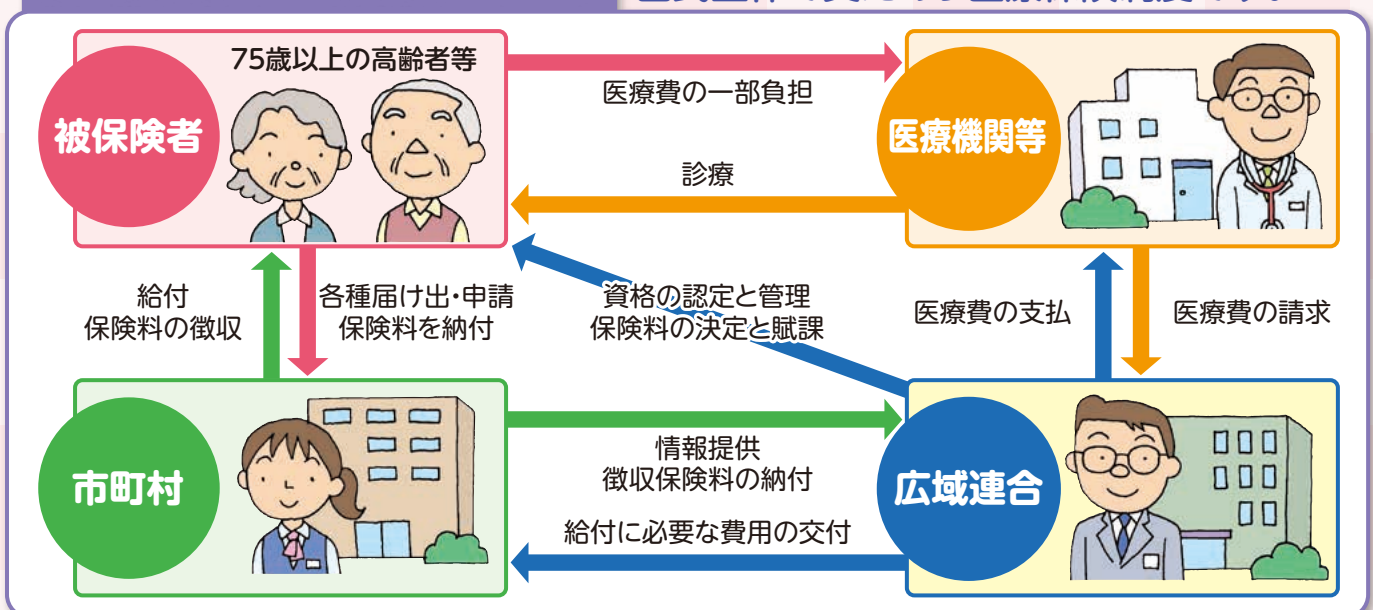 75歳以上の高齢者等
被保険者
医療機関等
医療費の一部負担
診療
給付
保険料の徴収
各種届け出・申請
保険料を納付
資格の認定と管理
保険料の決定と賦課
医療費の支払
医療費の請求
市町村
情報提供
徴収保険料の納付
給付に必要な費用の交付
広域連合